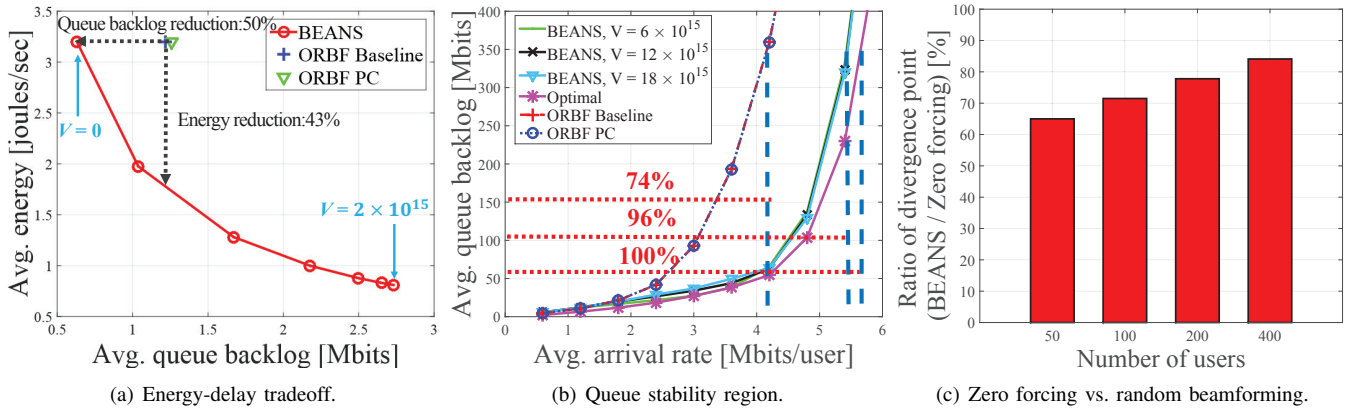 Queue backlog reduction:50%
BEANS
ORBF Baseline
ORBF PC
Energy reduction:43%
V = 0
V = 2 × 10^15
3.5
3
2.5
2
1.5
1
0.5
0.5
1
1.5
2
2.5
3
Avg. energy [joules/sec]
Avg. queue backlog [Mbits]
(a) Energy-delay tradeoff.
400
350
300
250
200
150
100
50
0
BEANS, V = 6 × 10^15
BEANS, V = 12 × 10^15
BEANS, V = 18 × 10^15
Optimal
ORBF Baseline
ORBF PC
74%
96%
100%
0
1
2
3
4
5
6
Avg. queue backlog [Mbits]
Avg. arrival rate [Mbits/user]
(b) Queue stability region.
100
90
80
70
60
50
40
30
20
10
0
50
100
200
400
Ratio of divergence point
(BEANS / Zero forcing) [%]
Number of users
(c) Zero forcing vs. random beamforming.